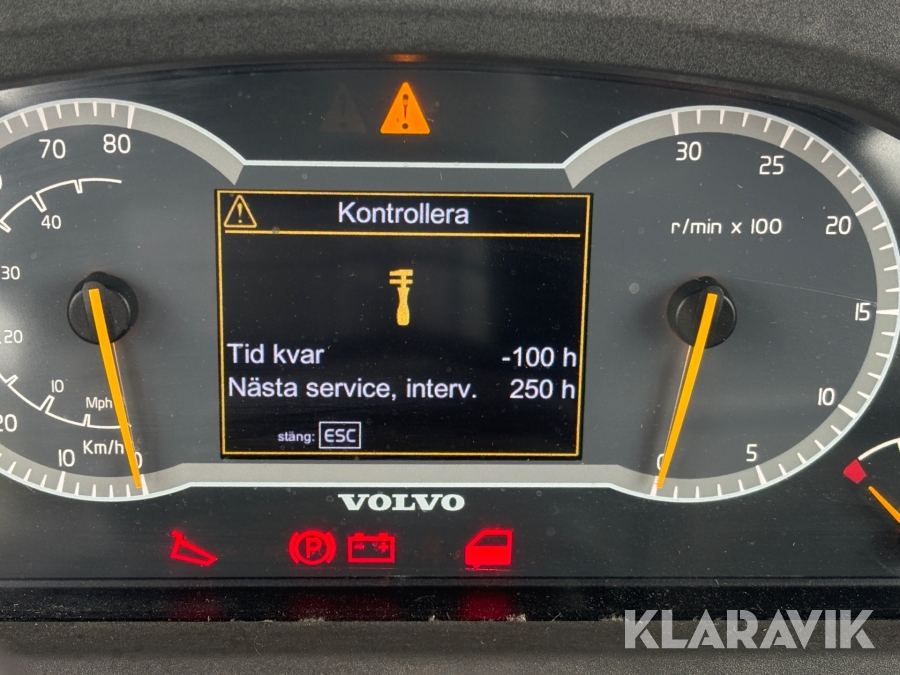 70 80
40
30
20
10
Mph
20
10 Km/h 0
Kontrollera
Tid kvar -100 h
Nästa service, interv. 250 h
stäng: ESC
30
25
r/min x 100
20
15
10
5
0
VOLVO
P
KLARAVIK